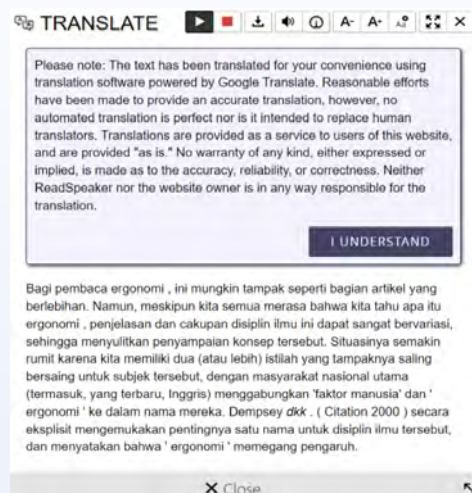 TRANSLATE A- A+
Please note: The text has been translated for your convenience using
translation software powered by Google Translate. Reasonable efforts
have been made to provide an accurate translation, however, no
automated translation is perfect nor is it intended to replace human
translators. Translations are provided as a service to users of this website,
and are provided "as is." No warranty of any kind, either expressed or
implied, is made as to the accuracy, reliability, or correctness. Neither
ReadSpeaker nor the website owner is in any way responsible for the
translation.
I UNDERSTAND
Bagi pembaca ergonomi , ini mungkin tampak seperti bagian artikel yang
berlebihan. Namun, meskipun kita semua merasa bahwa kita tahu apa itu
ergonomi , penjelasan dan cakupan disiplin ilmu ini dapat sangat bervariasi,
sehingga menyulitkan penyampaian konsep tersebut. Situasinya semakin
rumit karena kita memiliki dua (atau lebih) istilah yang tampaknya saling
bersaing untuk subjek tersebut, dengan masyarakat nasional utama
(termasuk, yang terbaru, Inggris) menggabungkan 'faktor manusia' dan '
ergonomi ' ke dalam nama mereka. Dempsey dkk . ( Citation 2000 ) secara
eksplisit mengemukakan pentingnya satu nama untuk disiplin ilmu tersebut,
dan menyatakan bahwa ' ergonomi ' memegang pengaruh.
X Close